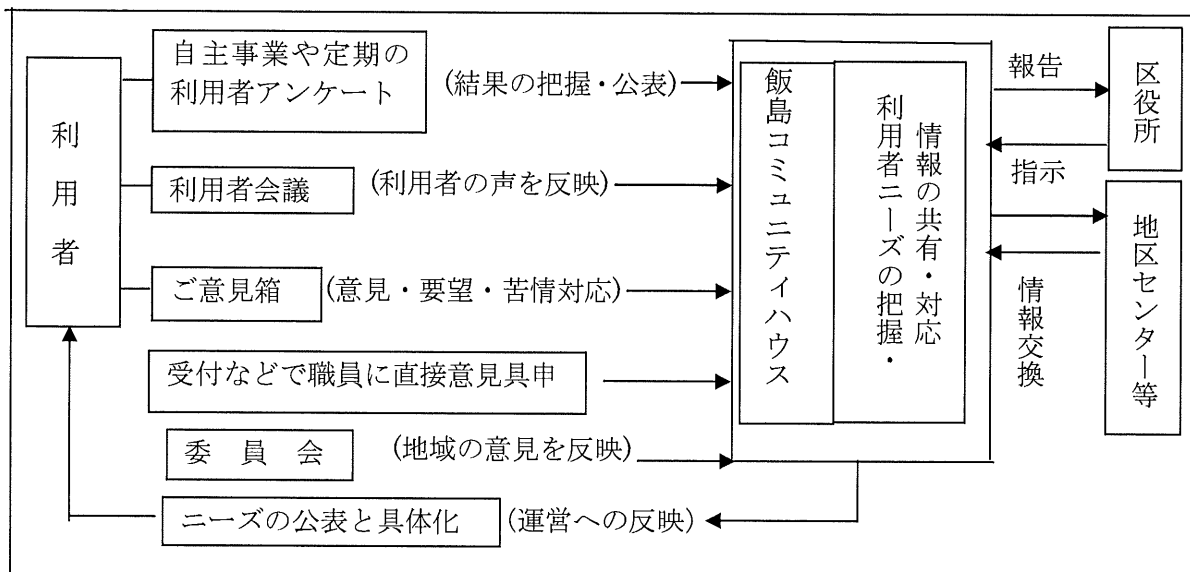 利用者
自主事業や定期の
利用者アンケート
(結果の把握・公表)
利用者会議
(利用者の声を反映)
ご意見箱
(意見・要望・苦情対応)
受付などで職員に直接意見具申
委員会
(地域の意見を反映)
ニーズの公表と具体化
(運営への反映)
飯島コミュニティハウス
利用者ニーズの把握・
情報の共有・対応
報告
指示
情報交換
区役所
地区センター等